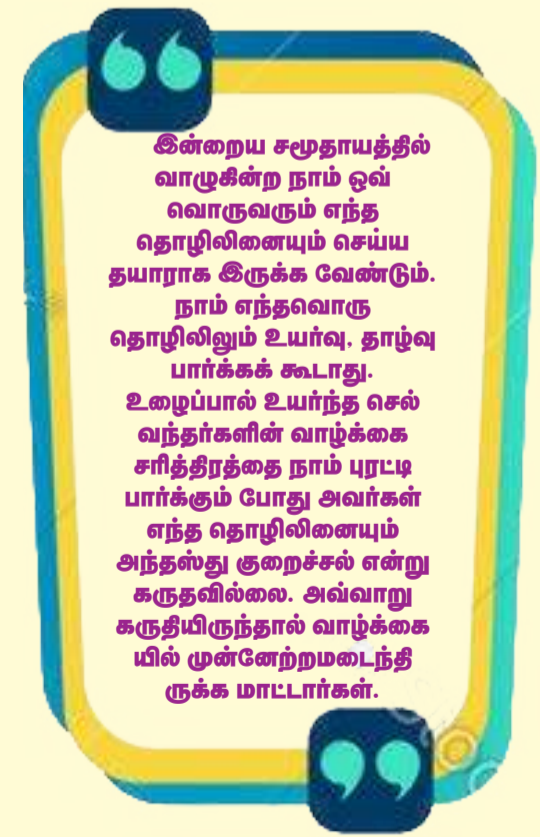 இன்றைய சமூதாயத்தில்
வாழுகின்ற நாம் ஒவ்
வொருவரும் எந்த
தொழிலினையும் செய்ய
தயாராக இருக்க வேண்டும்.
நாம் எந்தவொரு
தொழிலிலும் உயர்வு, தாழ்வு
பார்க்கக் கூடாது.
உழைப்பால் உயர்ந்த செல்
வந்தர்களின் வாழ்க்கை
சரித்திரத்தை நாம் புரட்டி
பார்க்கும் போது அவர்கள்
எந்த தொழிலினையும்
அந்தஸ்து குறைச்சல் என்று
கருதவில்லை. அவ்வாறு
கருதியிருந்தால் வாழ்க்கை
யில் முன்னேற்றமடைந்தி
ருக்க மாட்டார்கள்.